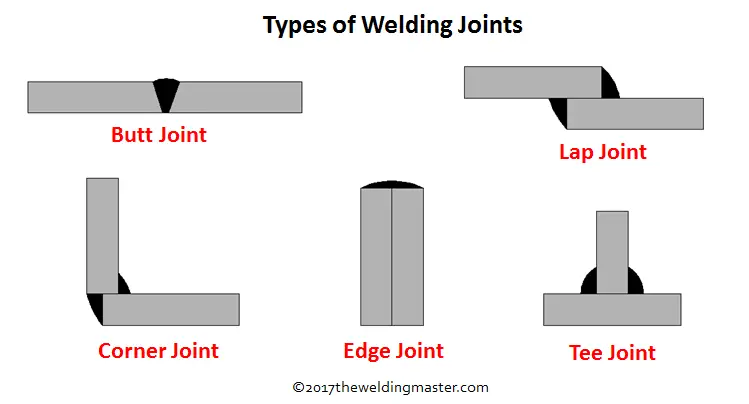 Types of Welding Joints
Butt Joint
Lap Joint
Corner Joint
Edge Joint
Tee Joint
©2017theweldingmaster.com